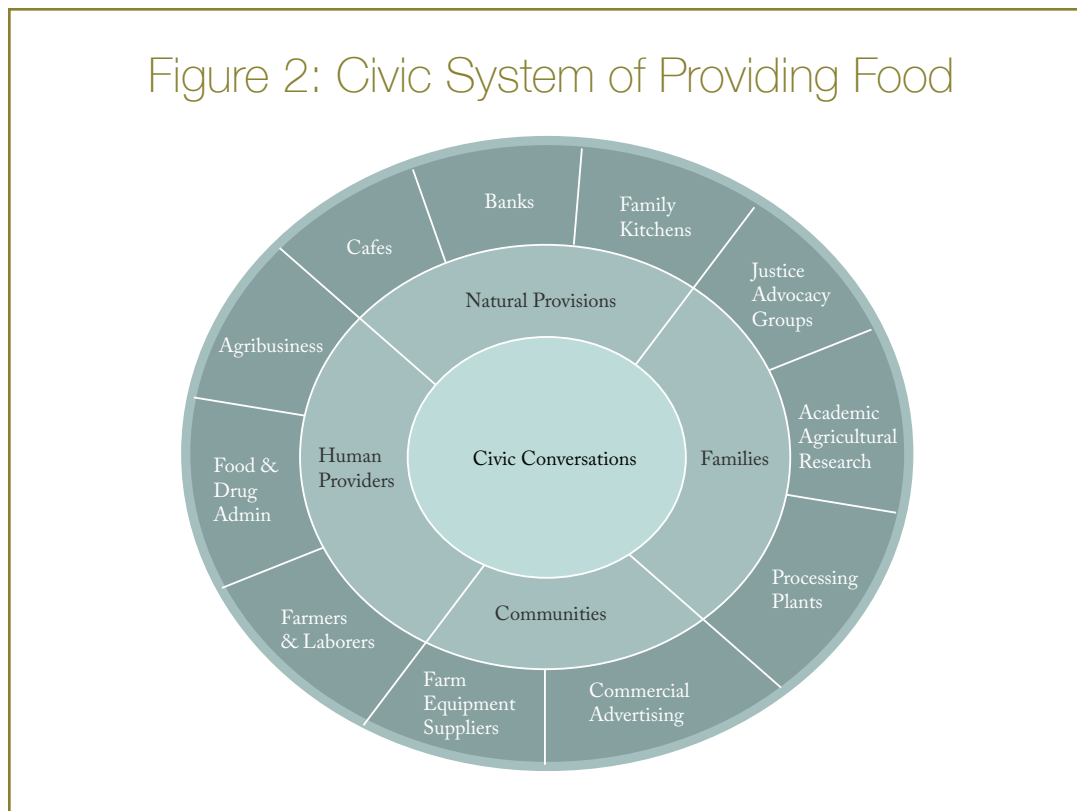 Figure 2: Civic System of Providing Food
Banks
Family
Kitchens
Justice
Advocacy
Groups
Academic
Agricultural
Research
Processing
Plants
Commercial
Advertising
Farm
Equipment
Suppliers
Farmers
& Laborers
Food &
Drug
Admin
Agribusiness
Cafes
Natural Provisions
Families
Communities
Human
Providers
Civic Conversations